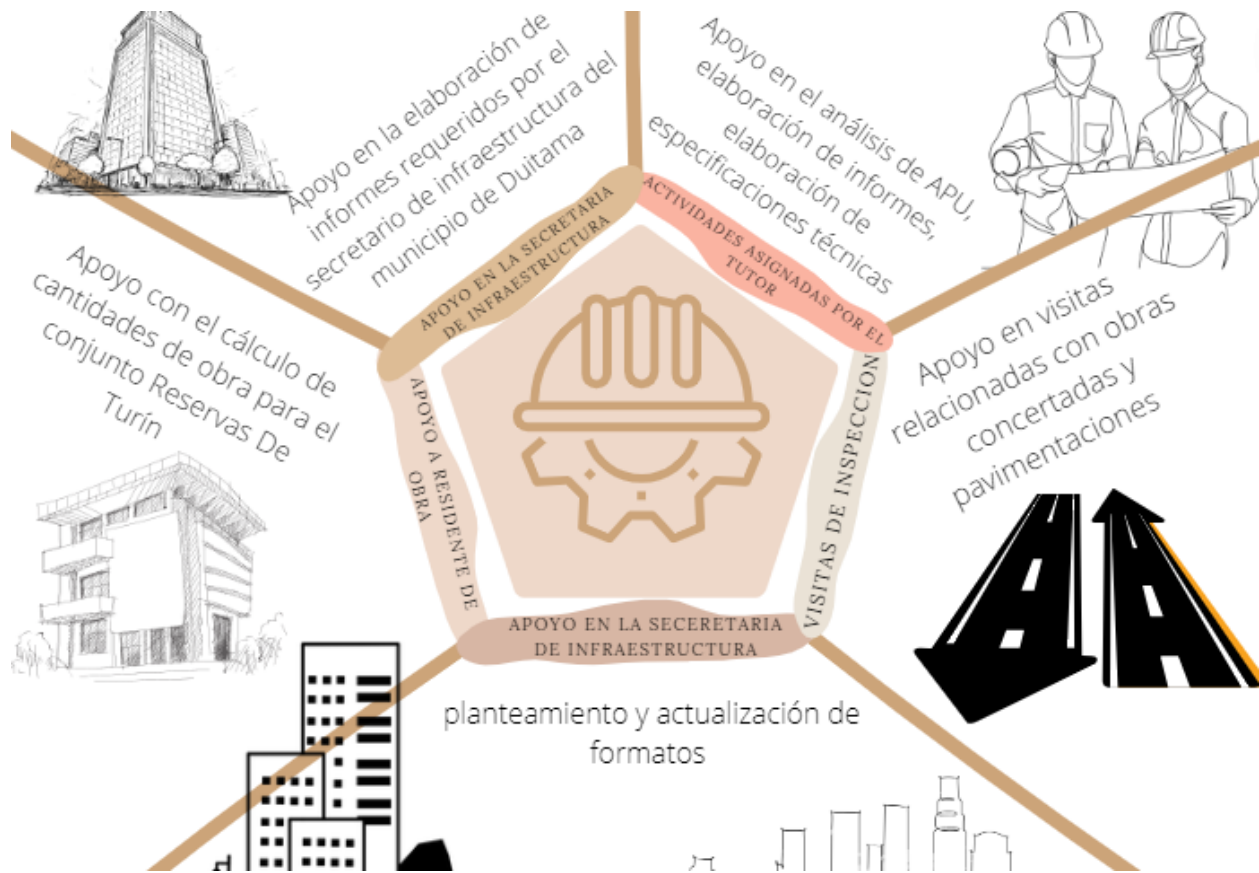 Apoyo en la elaboración de
informes requeridos por el
secretario de infraestructura del
municipio de Duitama
APOYO EN LA SECRETARIA
DE INFRAESTRUCTURA
Apoyo en el análisis de APU,
elaboración de informes,
elaboración de
especificaciones técnicas
ACTIVIDADES ASIGNADAS POR EL
TUTOR
Apoyo con el cálculo de
cantidades de obra para el
conjunto Reservas De
Turín
APOYO A RESIDENTE DE
OBRA
Apoyo en visitas
relacionadas con obras
concertadas y
pavimentaciones
VISITAS DE INSPECCION
APOYO EN LA SECERETARIA
DE INFRAESTRUCTURA
planteamiento y actualización de
formatos